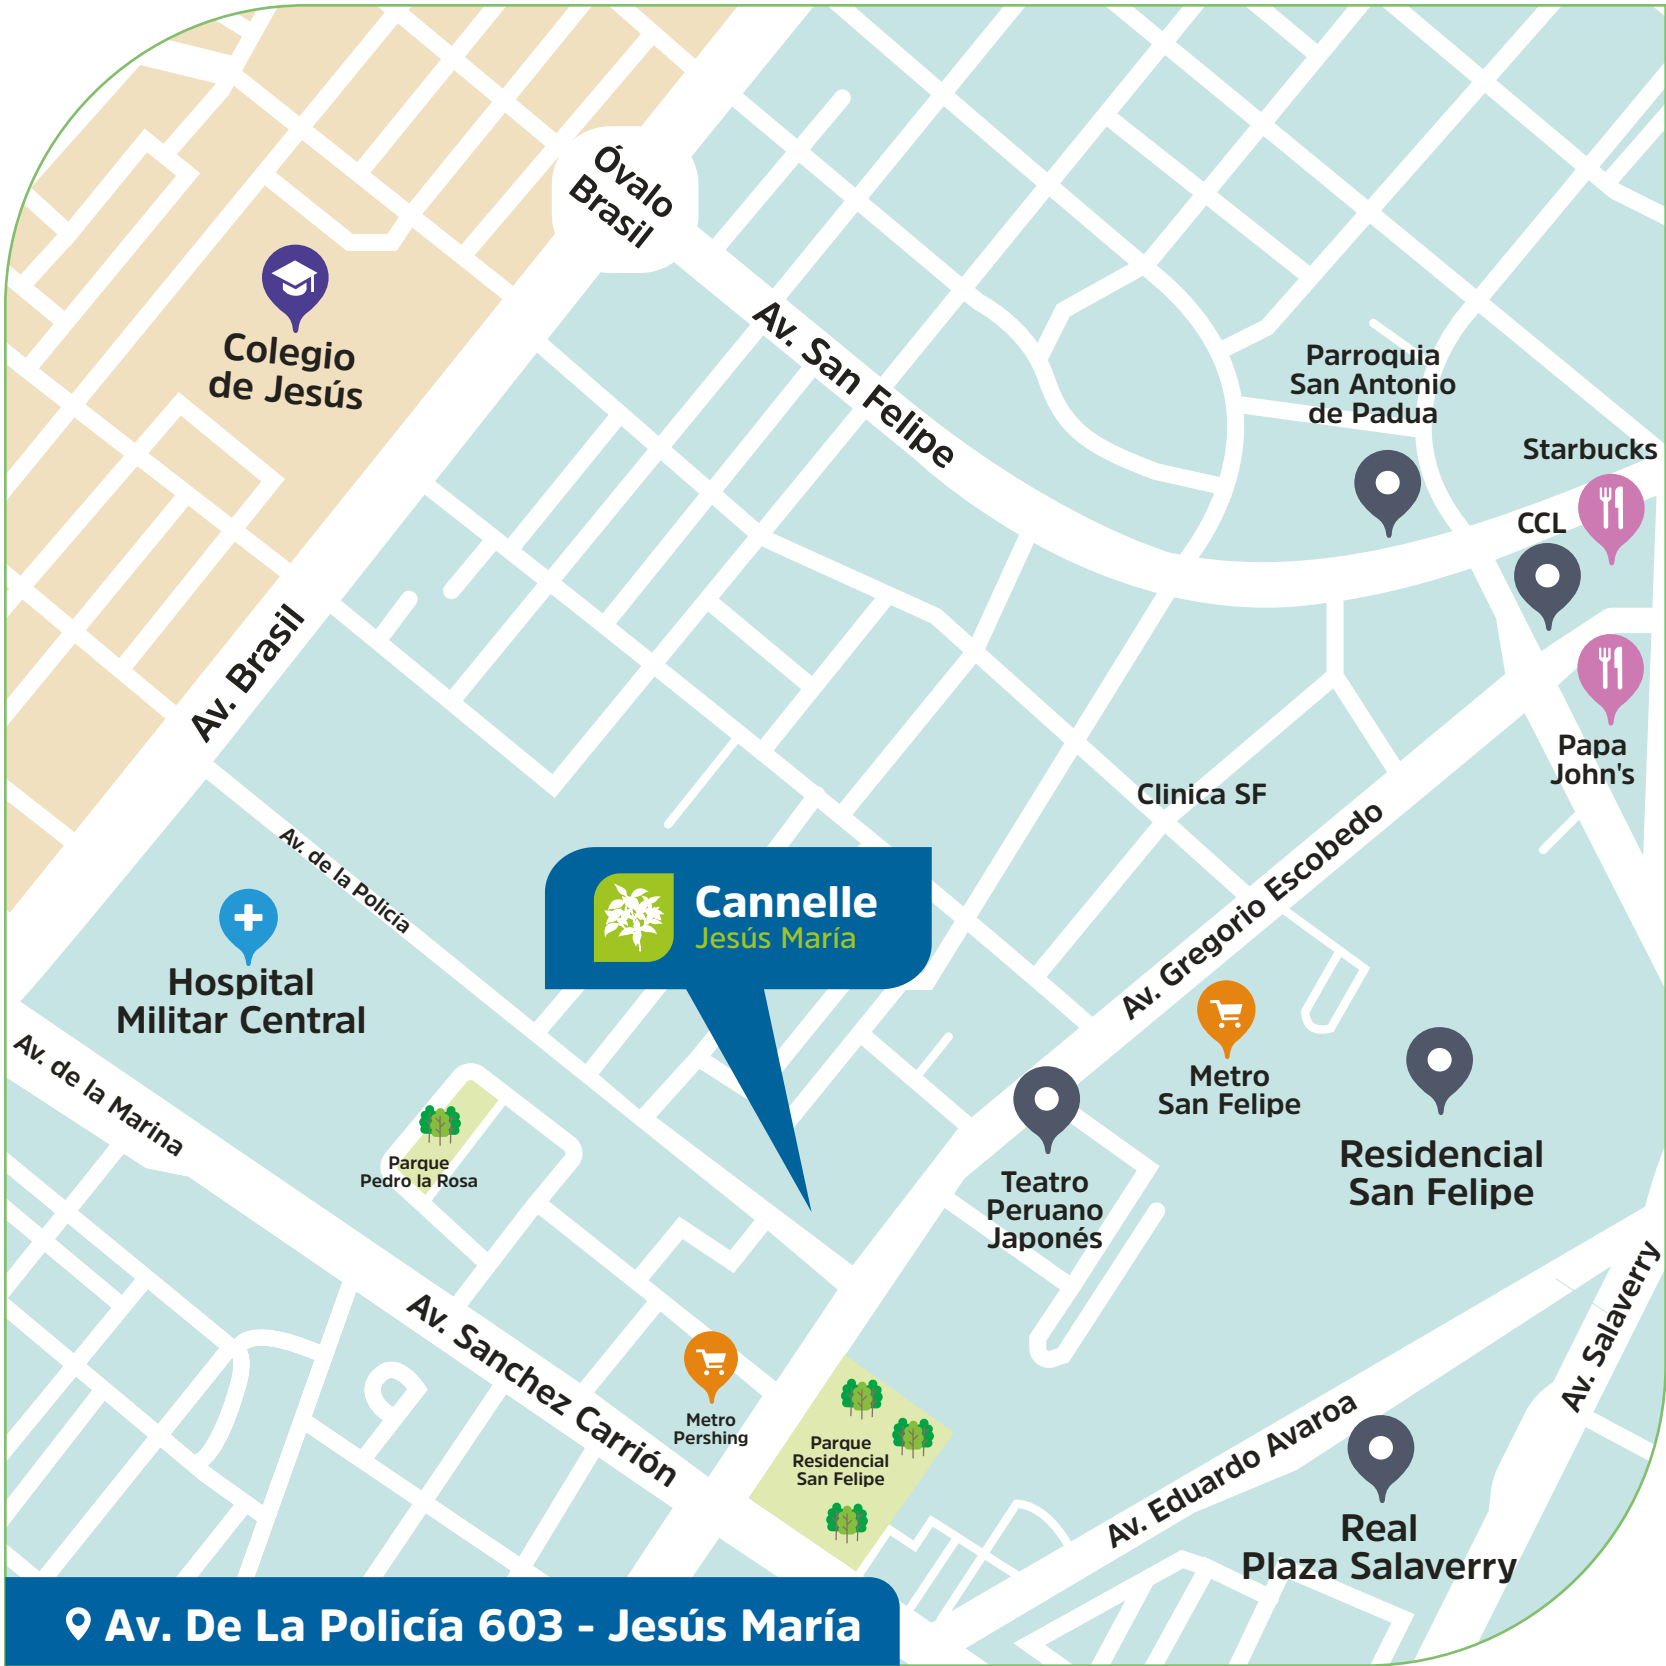 Óvalo
Brasil
Av. San Felipe
Colegio
de Jesús
Parroquia
San Antonio
de Padua
Starbucks
CCL
Av. Brasil
Papa
John's
Clinica SF
Av. Gregorio Escobedo
Av. de la Policía
Cannelle
Jesús María
Hospital
Militar Central
Av. de la Marina
Metro
San Felipe
Parque
Pedro la Rosa
Teatro
Peruano
Japonés
Residencial
San Felipe
Av. Salaverry
Av. Sanchez Carrión
Metro
Pershing
Parque
Residencial
San Felipe
Av. Eduardo Avaroa
Real
Plaza Salaverry
Av. De La Policía 603 - Jesús María